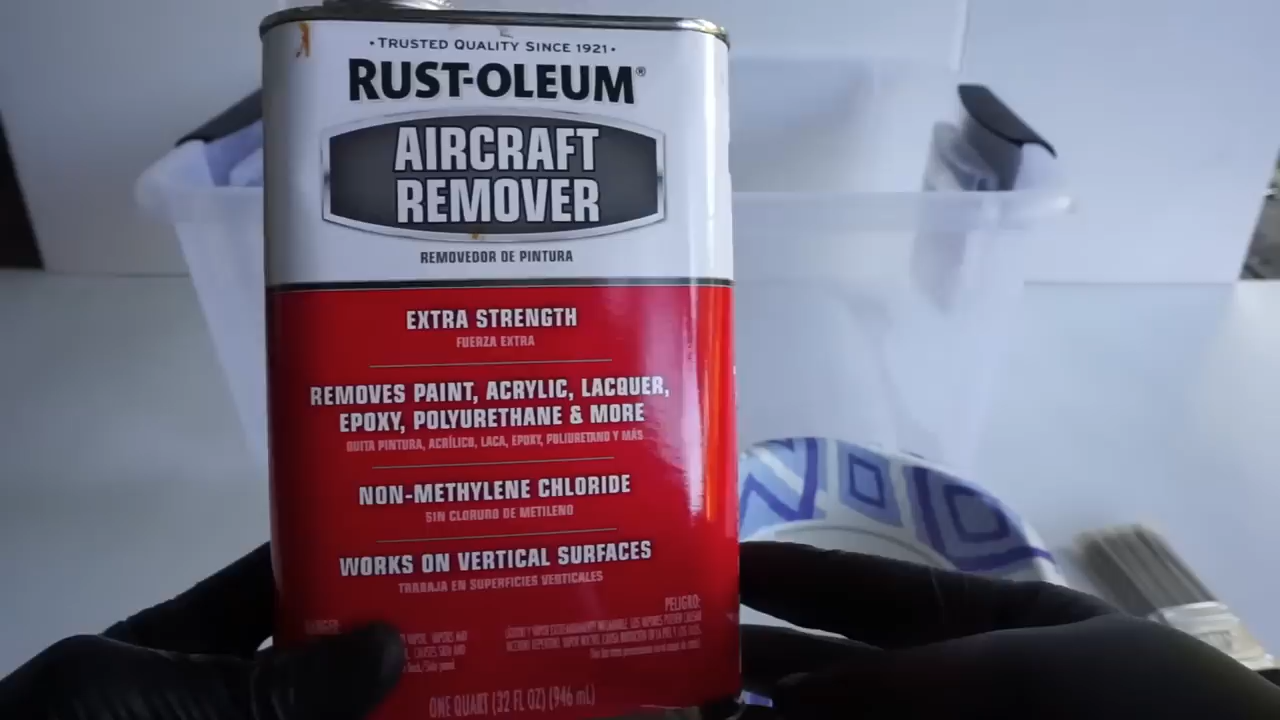 •TRUSTED QUALITY SINCE 1921•
RUST-OLEUM®
AIRCRAFT
REMOVER
REMOVEDOR DE PINTURA
EXTRA STRENGTH
FUERZA EXTRA
REMOVES PAINT, ACRYLIC, LACQUER,
EPOXY, POLYURETHANE & MORE
QUITA PINTURA, ACRÍLICO, LACA, EPOXY, POLIURETANO Y MÁS
NON-METHYLENE CHLORIDE
SIN CLORURO DE METILENO
WORKS ON VERTICAL SURFACES
TRABAJA EN SUPERFICIES VERTICALES
PELIGRO:
ONE QUART (32 FL OZ) (946 mL)